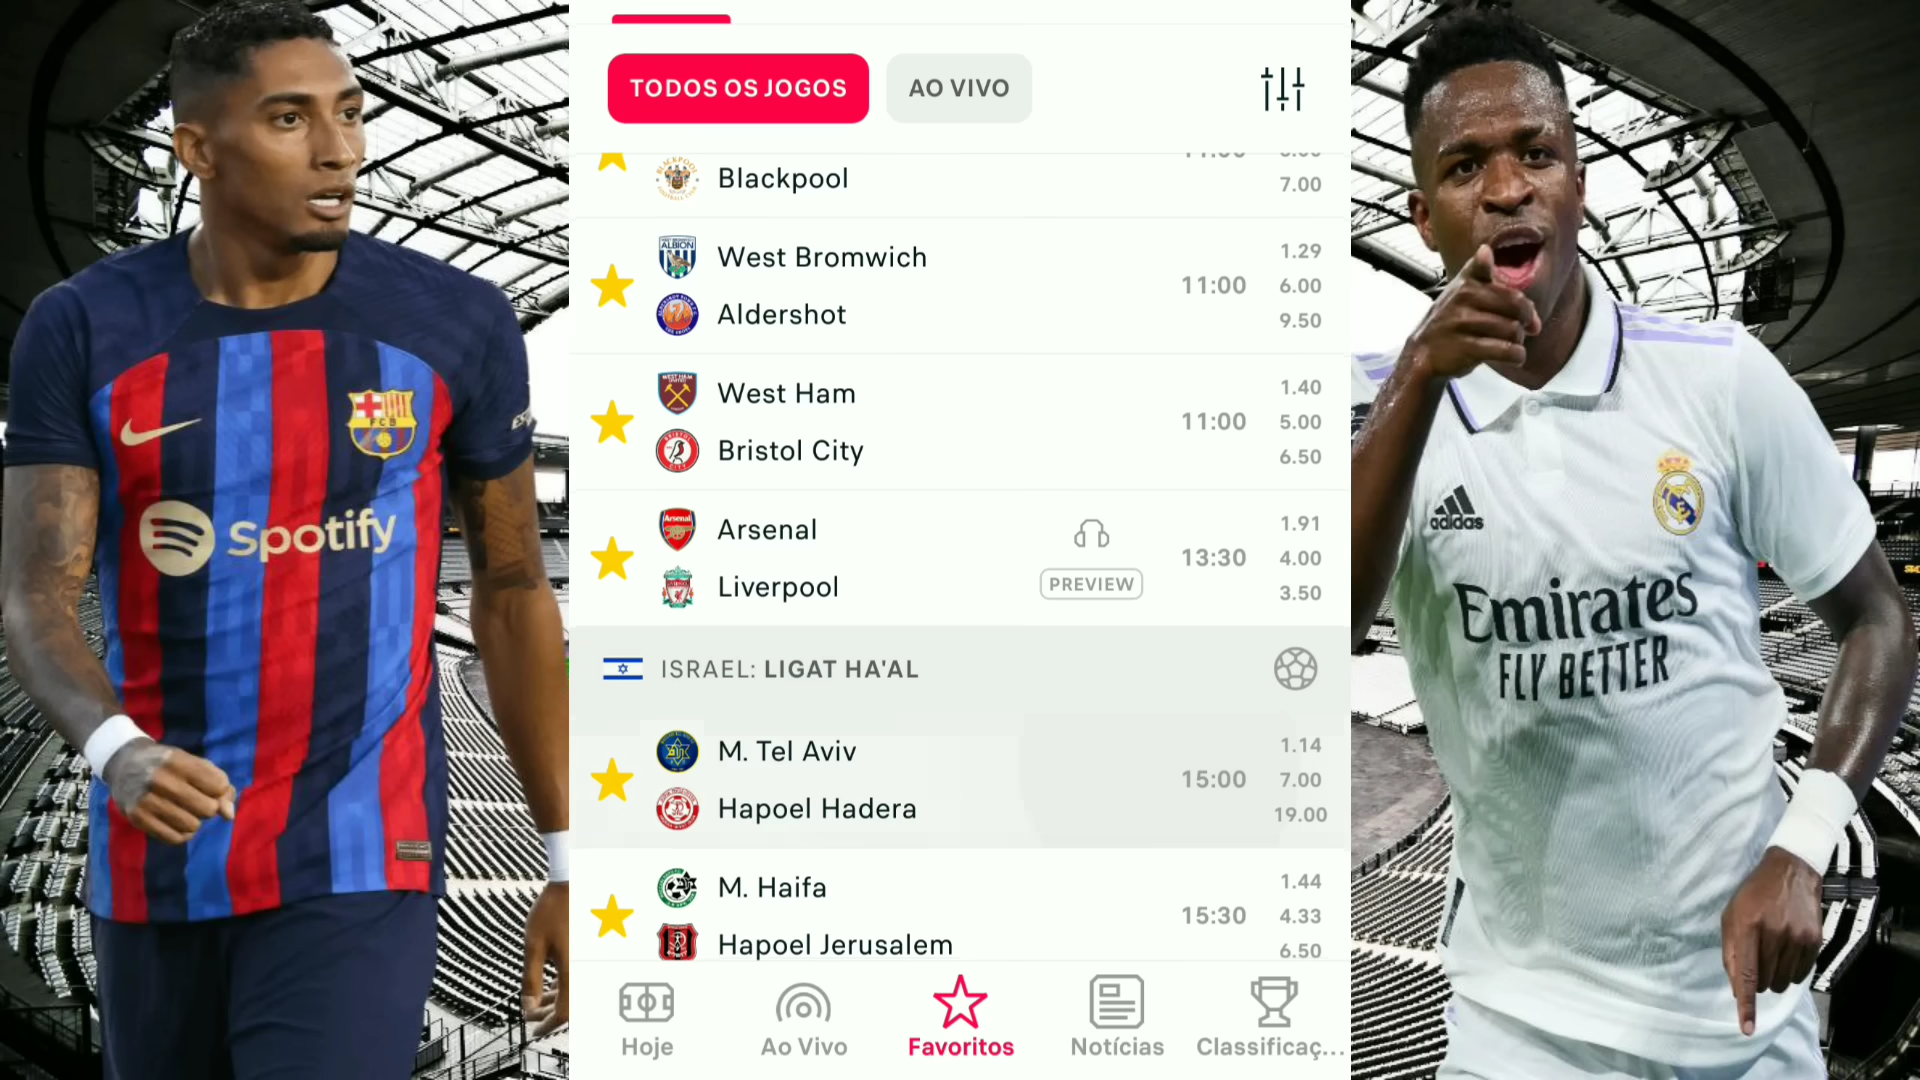 TODOS OS JOGOS
AO VIVO
Blackpool
7.00
West Bromwich
Aldershot
11:00
1.29
6.00
9.50
West Ham
Bristol City
11:00
1.40
5.00
6.50
Arsenal
Liverpool
PREVIEW
13:30
1.91
4.00
3.50
ISRAEL: LIGAT HA'AL
M. Tel Aviv
Hapoel Hadera
15:00
1.14
7.00
19.00
M. Haifa
Hapoel Jerusalem
15:30
1.44
4.33
6.50
Hoje
Ao Vivo
Favoritos
Notícias
Classificaç...
FCB
Spotify
adidas
Emirates
FLY BETTER